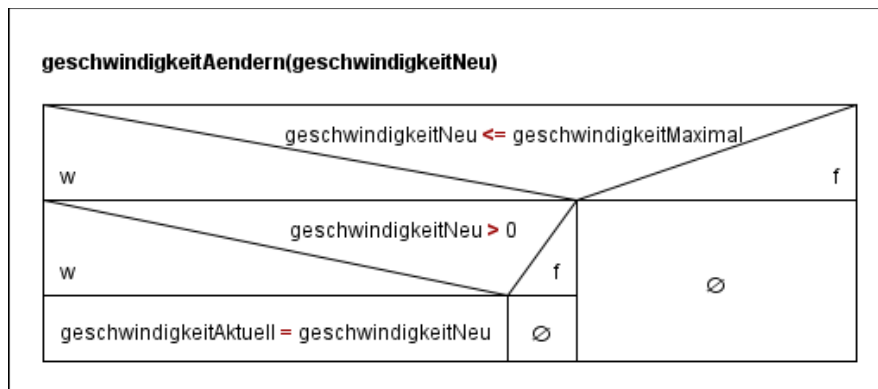 geschwindigkeitAendern(geschwindigkeitNeu)
geschwindigkeitNeu <= geschwindigkeitMaximal
w
f
geschwindigkeitNeu > 0
w
f
∅
geschwindigkeitAktuell = geschwindigkeitNeu
∅